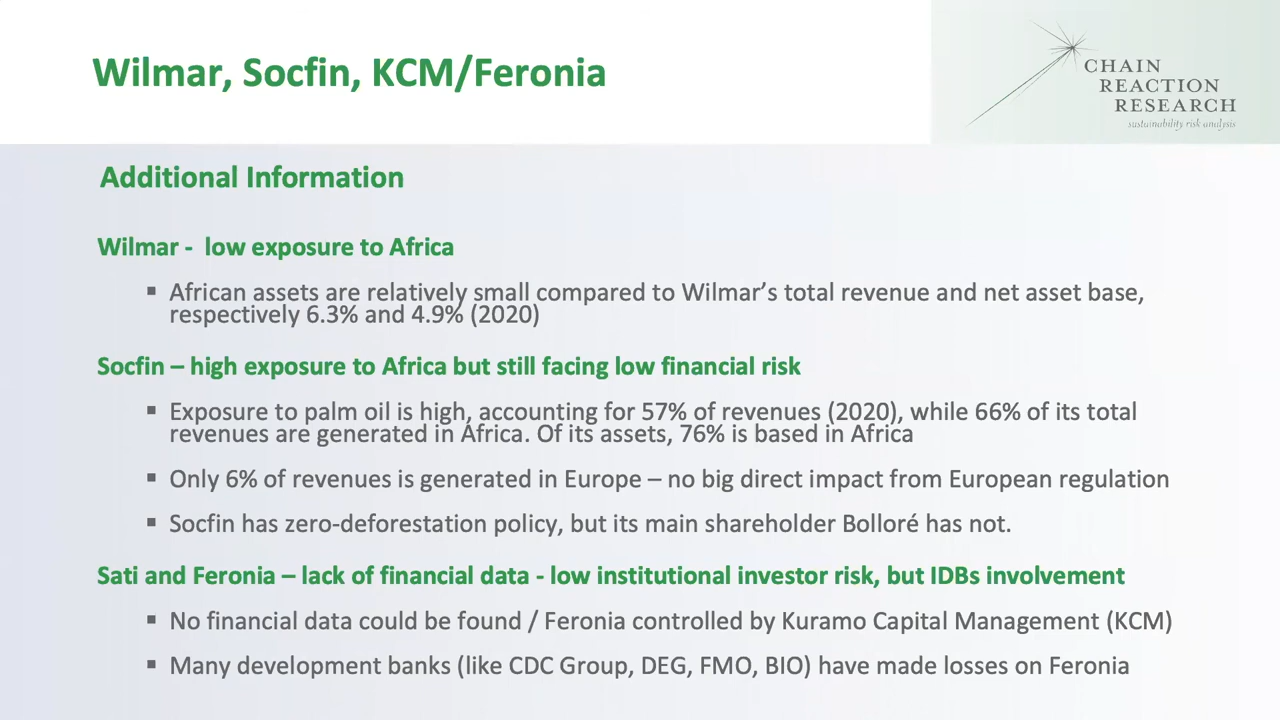 Wilmar, Socfin, KCM/Feronia
CHAIN
REACTION
RESEARCH
sustainability risk analysis
Additional Information
Wilmar -  low exposure to Africa
▪ African assets are relatively small compared to Wilmar’s total revenue and net asset base,
respectively 6.3% and 4.9% (2020)
Socfin – high exposure to Africa but still facing low financial risk
▪ Exposure to palm oil is high, accounting for 57% of revenues (2020), while 66% of its total
revenues are generated in Africa. Of its assets, 76% is based in Africa
▪ Only 6% of revenues is generated in Europe – no big direct impact from European regulation
▪ Socfin has zero-deforestation policy, but its main shareholder Bolloré has not.
Sati and Feronia – lack of financial data - low institutional investor risk, but IDBs involvement
▪ No financial data could be found / Feronia controlled by Kuramo Capital Management (KCM)
▪ Many development banks (like CDC Group, DEG, FMO, BIO) have made losses on Feronia